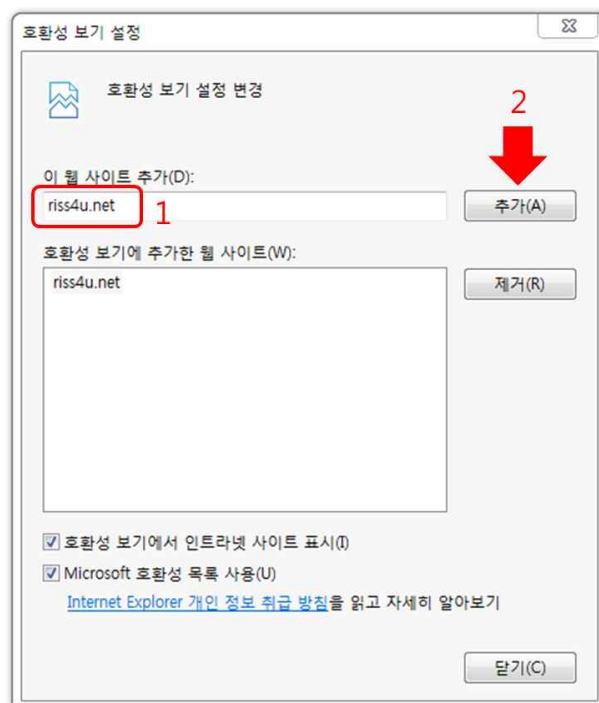 호환성 보기 설정
호환성 보기 설정 변경
2
이 웹 사이트 추가(D):
riss4u.net
1
추가(A)
호환성 보기에 추가한 웹 사이트(W):
riss4u.net
제거(R)
호환성 보기에서 인트라넷 사이트 표시(I)
Microsoft 호환성 목록 사용(U)
Internet Explorer 개인 정보 취급 방침을 읽고 자세히 알아보기
닫기(C)